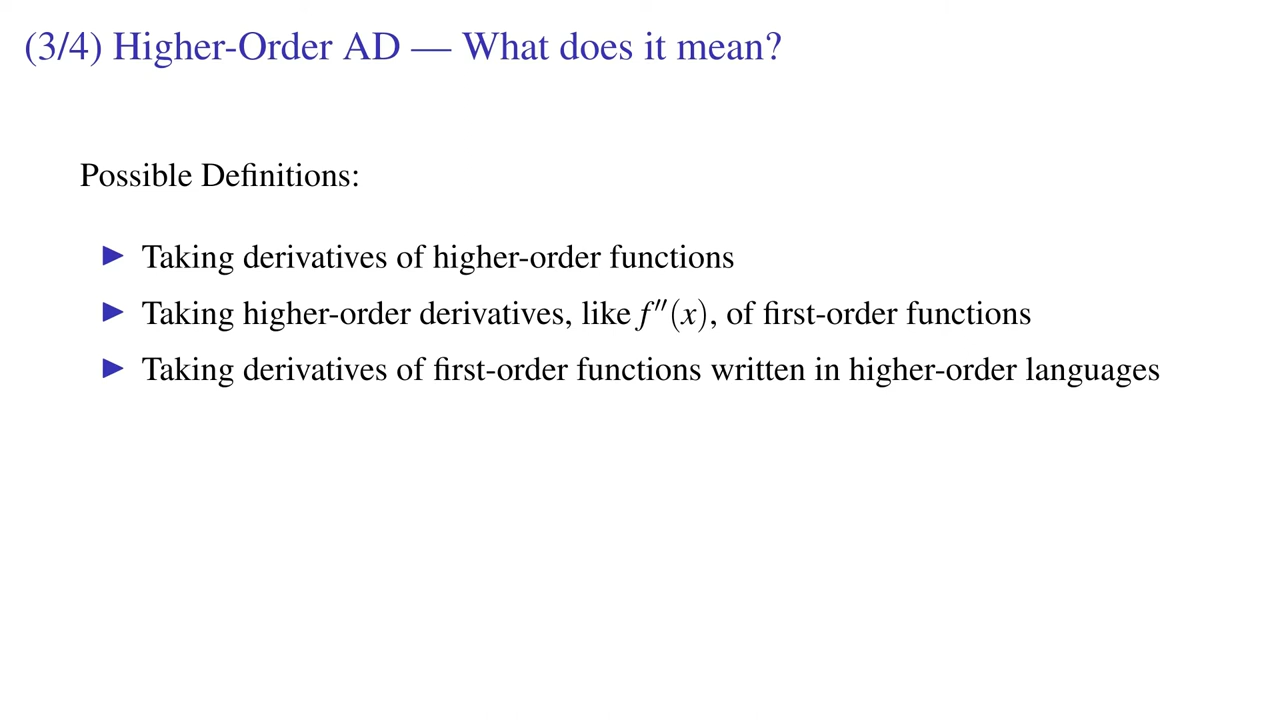 (3/4) Higher-Order AD — What does it mean?
Possible Definitions:
▶ Taking derivatives of higher-order functions
▶ Taking higher-order derivatives, like f′′(x), of first-order functions
▶ Taking derivatives of first-order functions written in higher-order languages